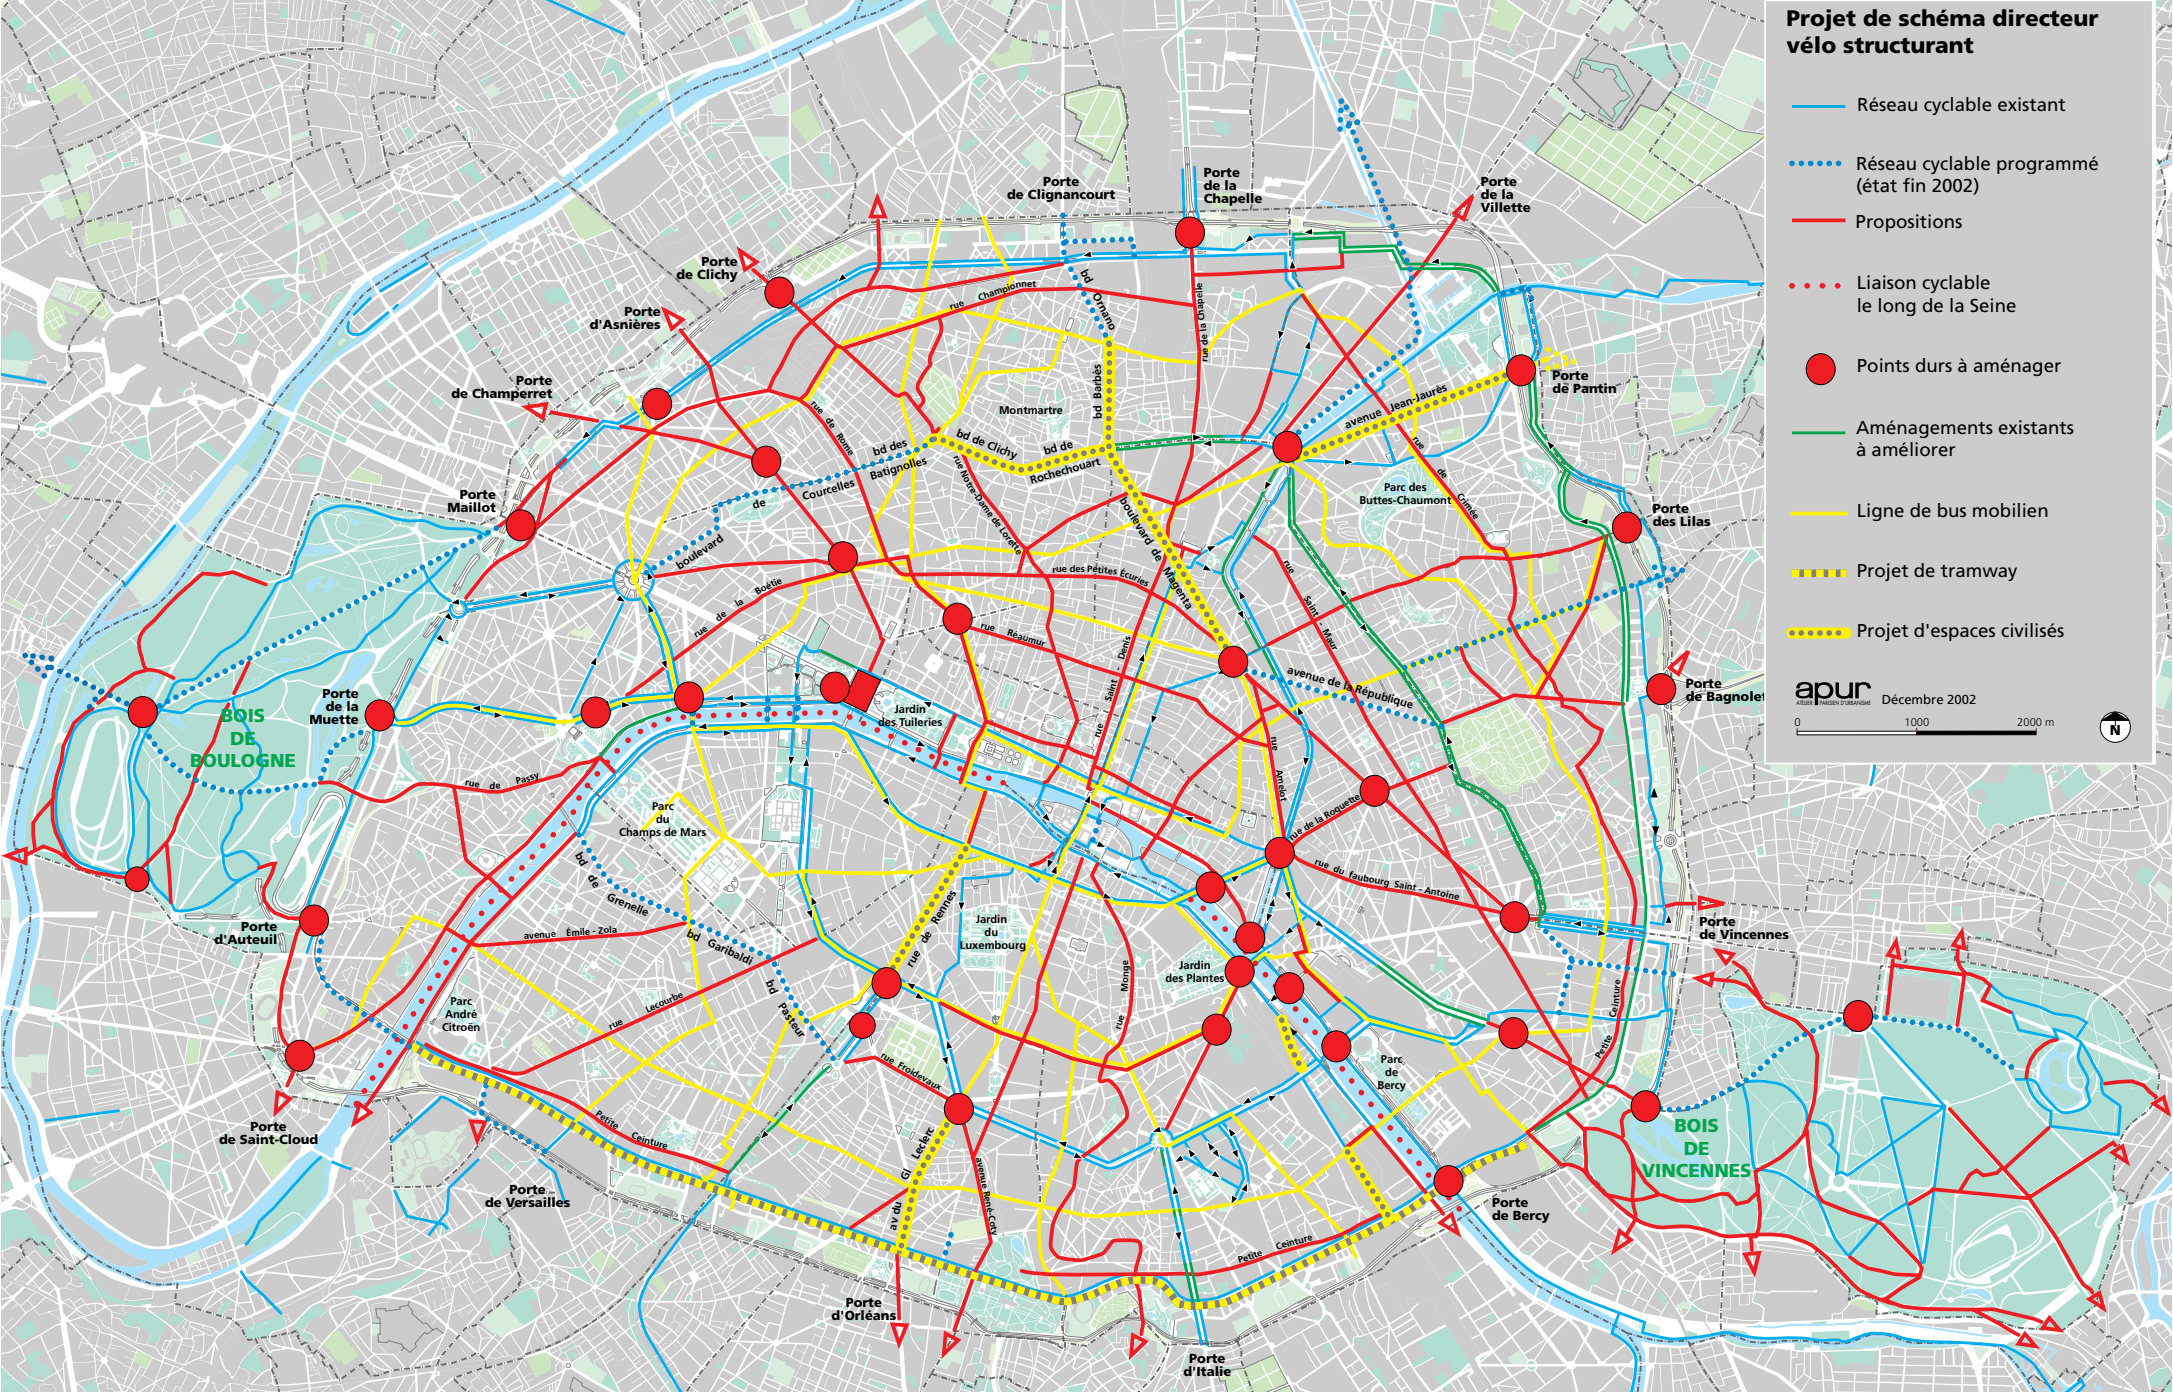 Projet de schéma directeur
vélo structurant
Réseau cyclable existant
Réseau cyclable programmé
(état fin 2002)
Propositions
Liaison cyclable
le long de la Seine
Points durs à aménager
Aménagements existants
à améliorer
Ligne de bus mobilien
Projet de tramway
Projet d'espaces civilisés
apur
ATELIER PARISIEN D'URBANISME
Décembre 2002
0
1000
2000 m
N
Porte
de Clignancourt
Porte
de la
Chapelle
Porte
de la
Villette
Porte
de Clichy
Porte
d'Asnières
Porte
de Champerret
Porte
Maillot
Porte
de la
Muette
Porte
d'Auteuil
Porte
de Saint-Cloud
Porte
de Versailles
Porte
d'Orléans
Porte
d'Italie
Porte
de Bercy
Porte
de Vincennes
Porte
de Bagnolet
Porte
des Lilas
Porte
de Pantin
BOIS
DE
BOULOGNE
BOIS
DE
VINCENNES
bd Ornano
rue Championnet
rue de la Chapelle
bd Barbès
Montmartre
avenue Jean-Jaurès
rue de Crimée
Parc des
Buttes-Chaumont
rue de Rome
bd des
Batignolles
bd de Clichy
bd de
Rochechouart
boulevard de Courcelles
rue Notre-Dame de Lorette
boulevard de Magenta
rue des Petites Écuries
rue de la Boétie
rue Réaumur
rue Saint - Denis
rue Saint - Maur
avenue de la République
rue Amelot
rue de la Roquette
rue du faubourg Saint - Antoine
Jardin
des Tuileries
rue de Passy
Parc
du
Champs de Mars
bd de Grenelle
bd Garibaldi
bd Pasteur
avenue Émile - Zola
rue Lecourbe
Parc
André
Citroën
rue de Rennes
Jardin
du
Luxembourg
rue Monge
Jardin
des Plantes
Parc
de
Bercy
rue Froidevaux
av du Gl Leclerc
avenue René-Coty
Petite Ceinture
Petite Ceinture
Petite Ceinture